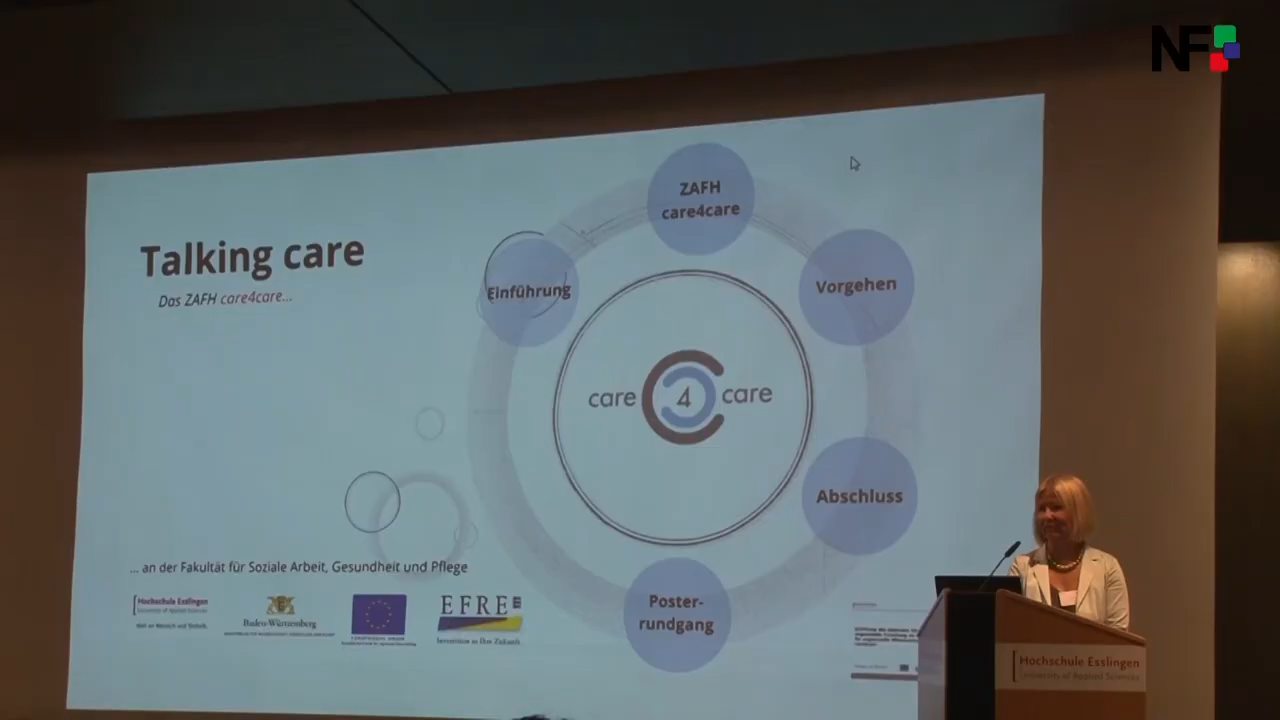 NF
Talking care
Das ZAFH care4care...
ZAFH
care4care
Einführung
Vorgehen
care 4 care
Abschluss
Poster-
rundgang
... an der Fakultät für Soziale Arbeit, Gesundheit und Pflege
Hochschule Esslingen
University of Applied Sciences
Baden-Württemberg
EFRE
Investition in Ihre Zukunft
Hochschule Esslingen
University of Applied Sciences